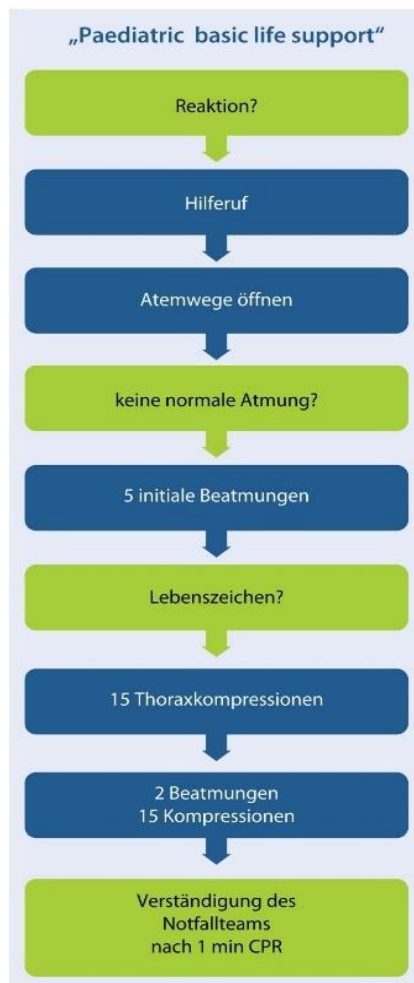 „Paediatric basic life support“
Reaktion?
Hilferuf
Atemwege öffnen
keine normale Atmung?
5 initiale Beatmungen
Lebenszeichen?
15 Thoraxkompressionen
2 Beatmungen
15 Kompressionen
Verständigung des
Notfallteams
nach 1 min CPR